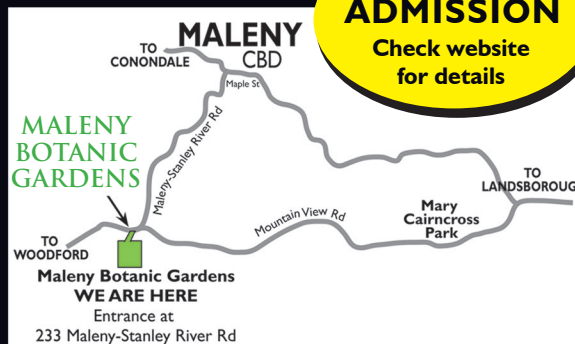 ADMISSION
Check website
for details
MALENY
CBD
TO
CONONDALE
Maple St
MALENY
BOTANIC
GARDENS
Maleny-Stanley River Rd
TO
LANDSBOROUG
Mary
Cairncross
Park
Mountain View Rd
TO
WOODFORD
Maleny Botanic Gardens
WE ARE HERE
Entrance at
233 Maleny-Stanley River Rd